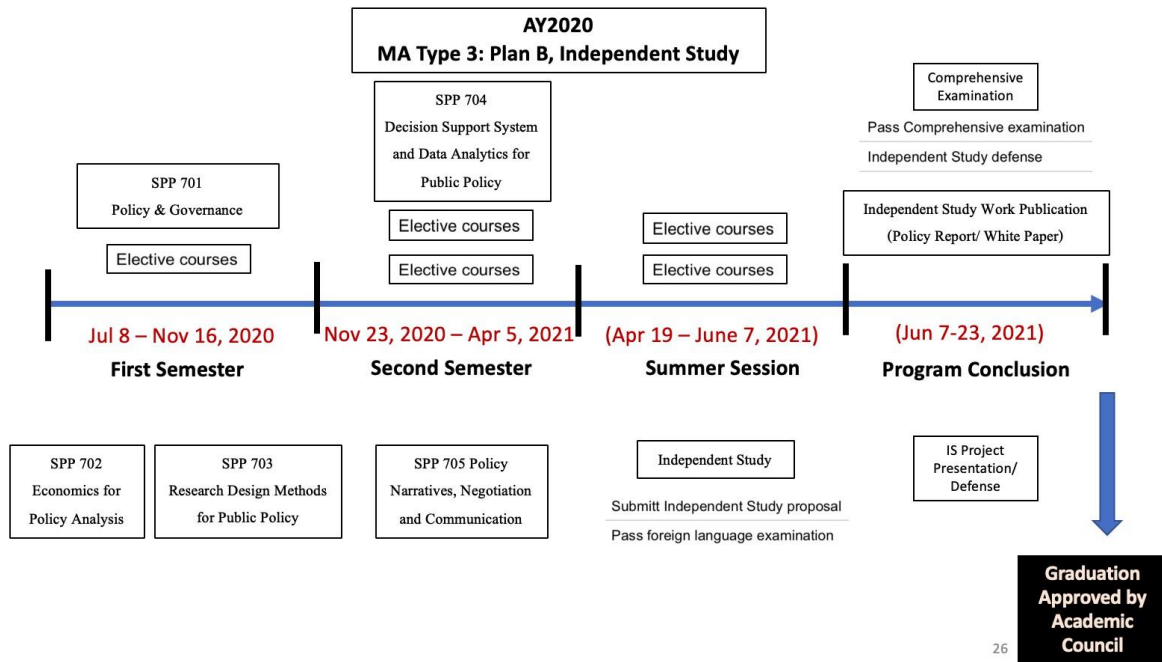 AY2020
MA Type 3: Plan B, Independent Study
SPP 704
Decision Support System
and Data Analytics for
Public Policy
Comprehensive
Examination
Pass Comprehensive examination
Independent Study defense
SPP 701
Policy & Governance
Elective courses
Elective courses
Elective courses
Elective courses
Elective courses
Independent Study Work Publication
(Policy Report/ White Paper)
Jul 8 – Nov 16, 2020
First Semester
Nov 23, 2020 – Apr 5, 2021
Second Semester
(Apr 19 – June 7, 2021)
Summer Session
(Jun 7-23, 2021)
Program Conclusion
SPP 702
Economics for
Policy Analysis
SPP 703
Research Design Methods
for Public Policy
SPP 705 Policy
Narratives, Negotiation
and Communication
Independent Study
Submitt Independent Study proposal
Pass foreign language examination
IS Project
Presentation/
Defense
Graduation
Approved by
Academic
Council
26